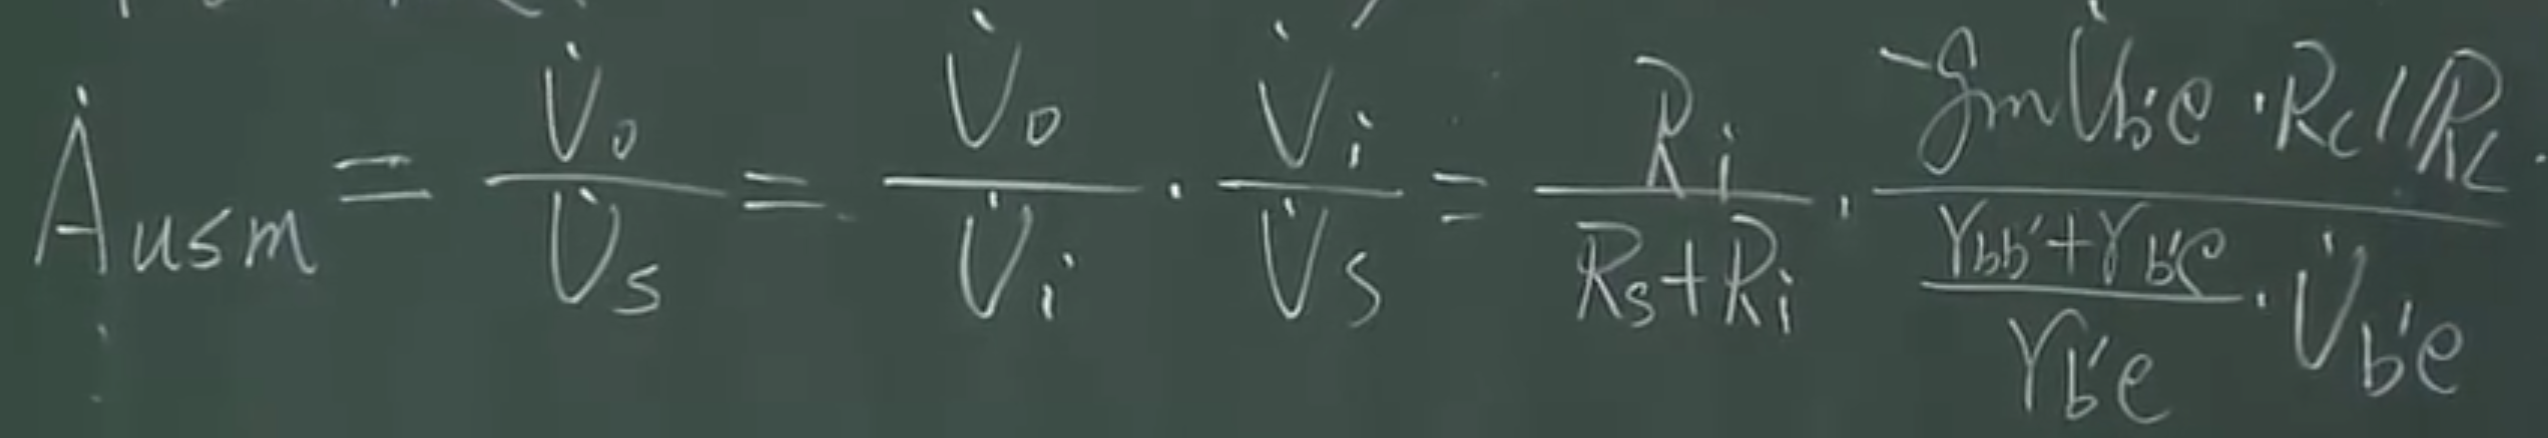 $\dot{A}_{usm} = \frac{\dot{U}_o}{\dot{U}_s} = \frac{\dot{U}_o}{\dot{U}_i} \cdot \frac{\dot{U}_i}{\dot{U}_s} = \frac{R_i}{R_s + R_i} \cdot \frac{-g_m \dot{U}_{b'e} \cdot R_c // R_L}{\frac{r_{bb'} + r_{b'e}}{r_{b'e}} \cdot \dot{U}_{b'e}}$